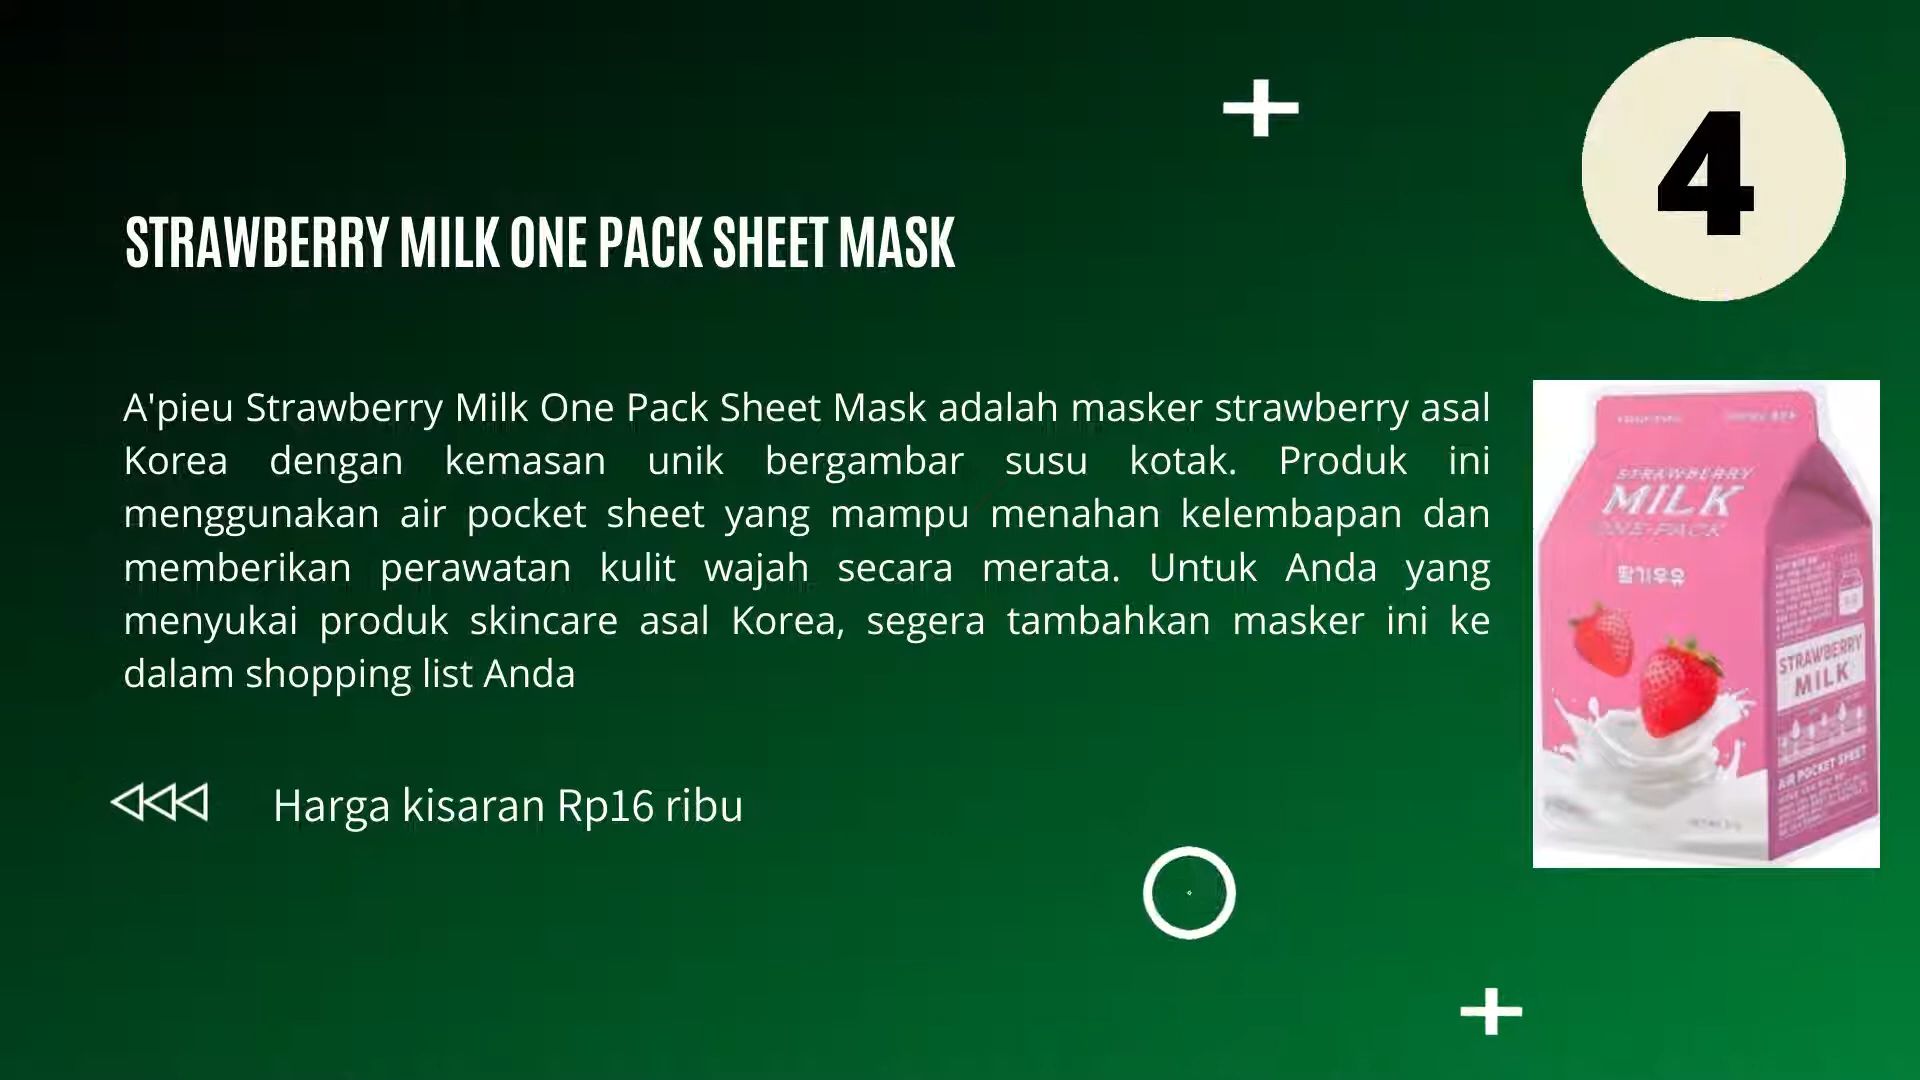 4
STRAWBERRY MILK ONE PACK SHEET MASK
A'pieu Strawberry Milk One Pack Sheet Mask adalah masker strawberry asal
Korea dengan kemasan unik bergambar susu kotak. Produk ini
menggunakan air pocket sheet yang mampu menahan kelembapan dan
memberikan perawatan kulit wajah secara merata. Untuk Anda yang
menyukai produk skincare asal Korea, segera tambahkan masker ini ke
dalam shopping list Anda
Harga kisaran Rp16 ribu
STRAWBERRY
MILK
ONE-PACK
딸기우유
STRAWBERRY
MILK
AIR POCKET SHEET